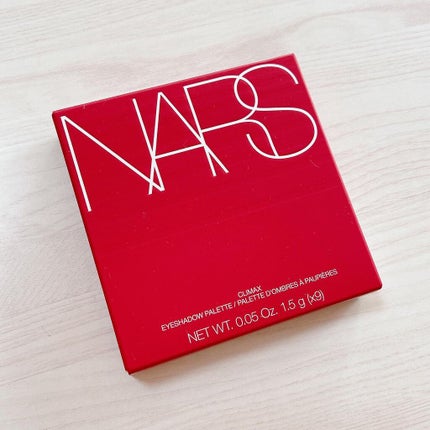 NARS
CLIMAX
EYESHADOW PALETTE / PALETTE D'OMBRES À PAUPIÈRES
NET WT. 0.05 Oz. 1.5 g (x9)